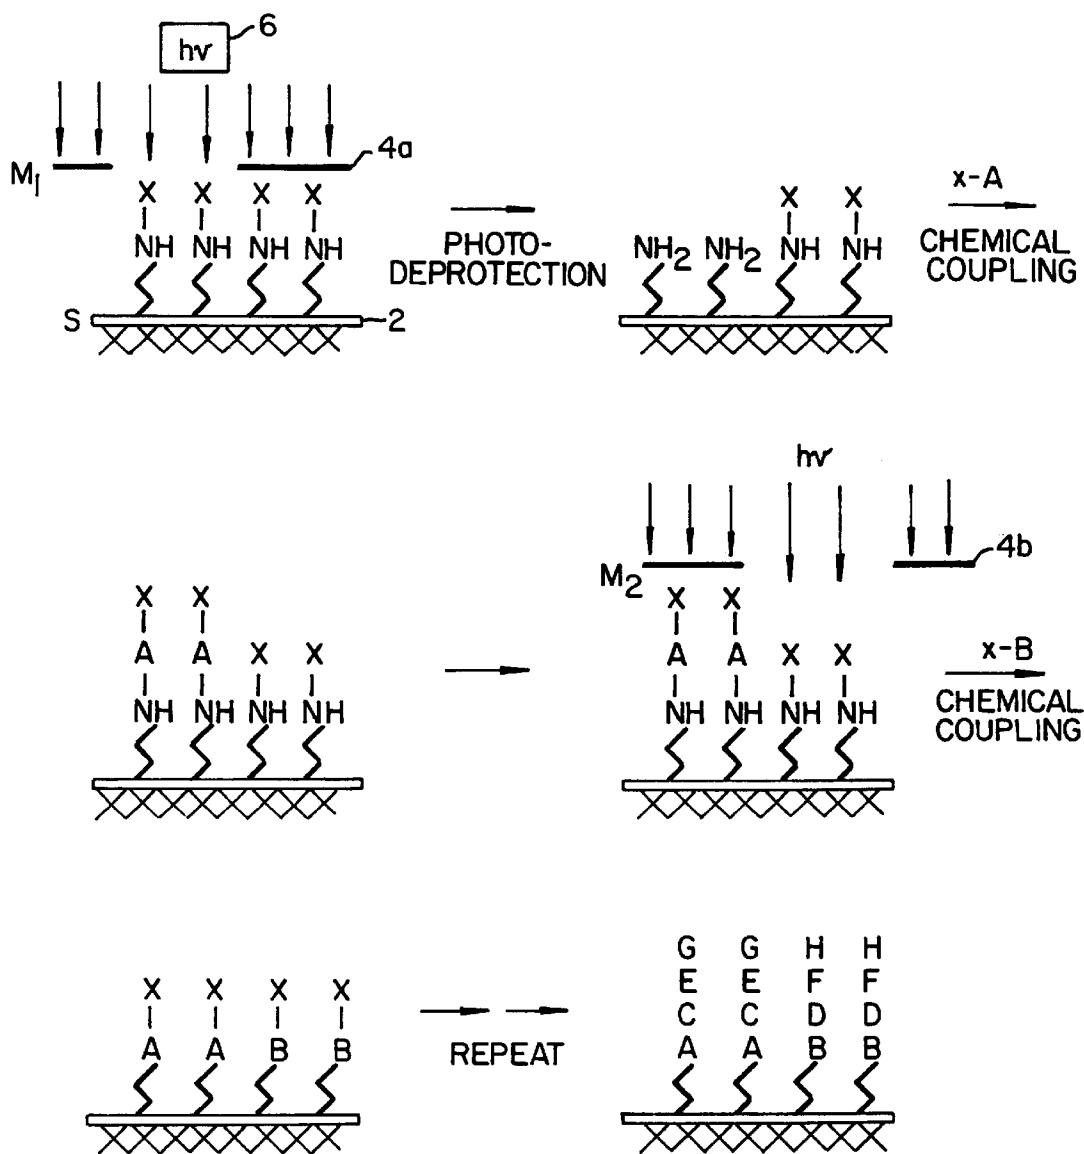 hν 6
M1 4a
X X X X
NH NH NH NH
S 2
PHOTO-
DEPROTECTION
X X
NH2 NH2 NH NH
x-A
CHEMICAL
COUPLING
X X
A A X X
NH NH NH NH
hν
M2 4b
X X
A A X X
NH NH NH NH
x-B
CHEMICAL
COUPLING
X X X X
A A B B
REPEAT
G G H H
E E F F
C C D D
A A B B